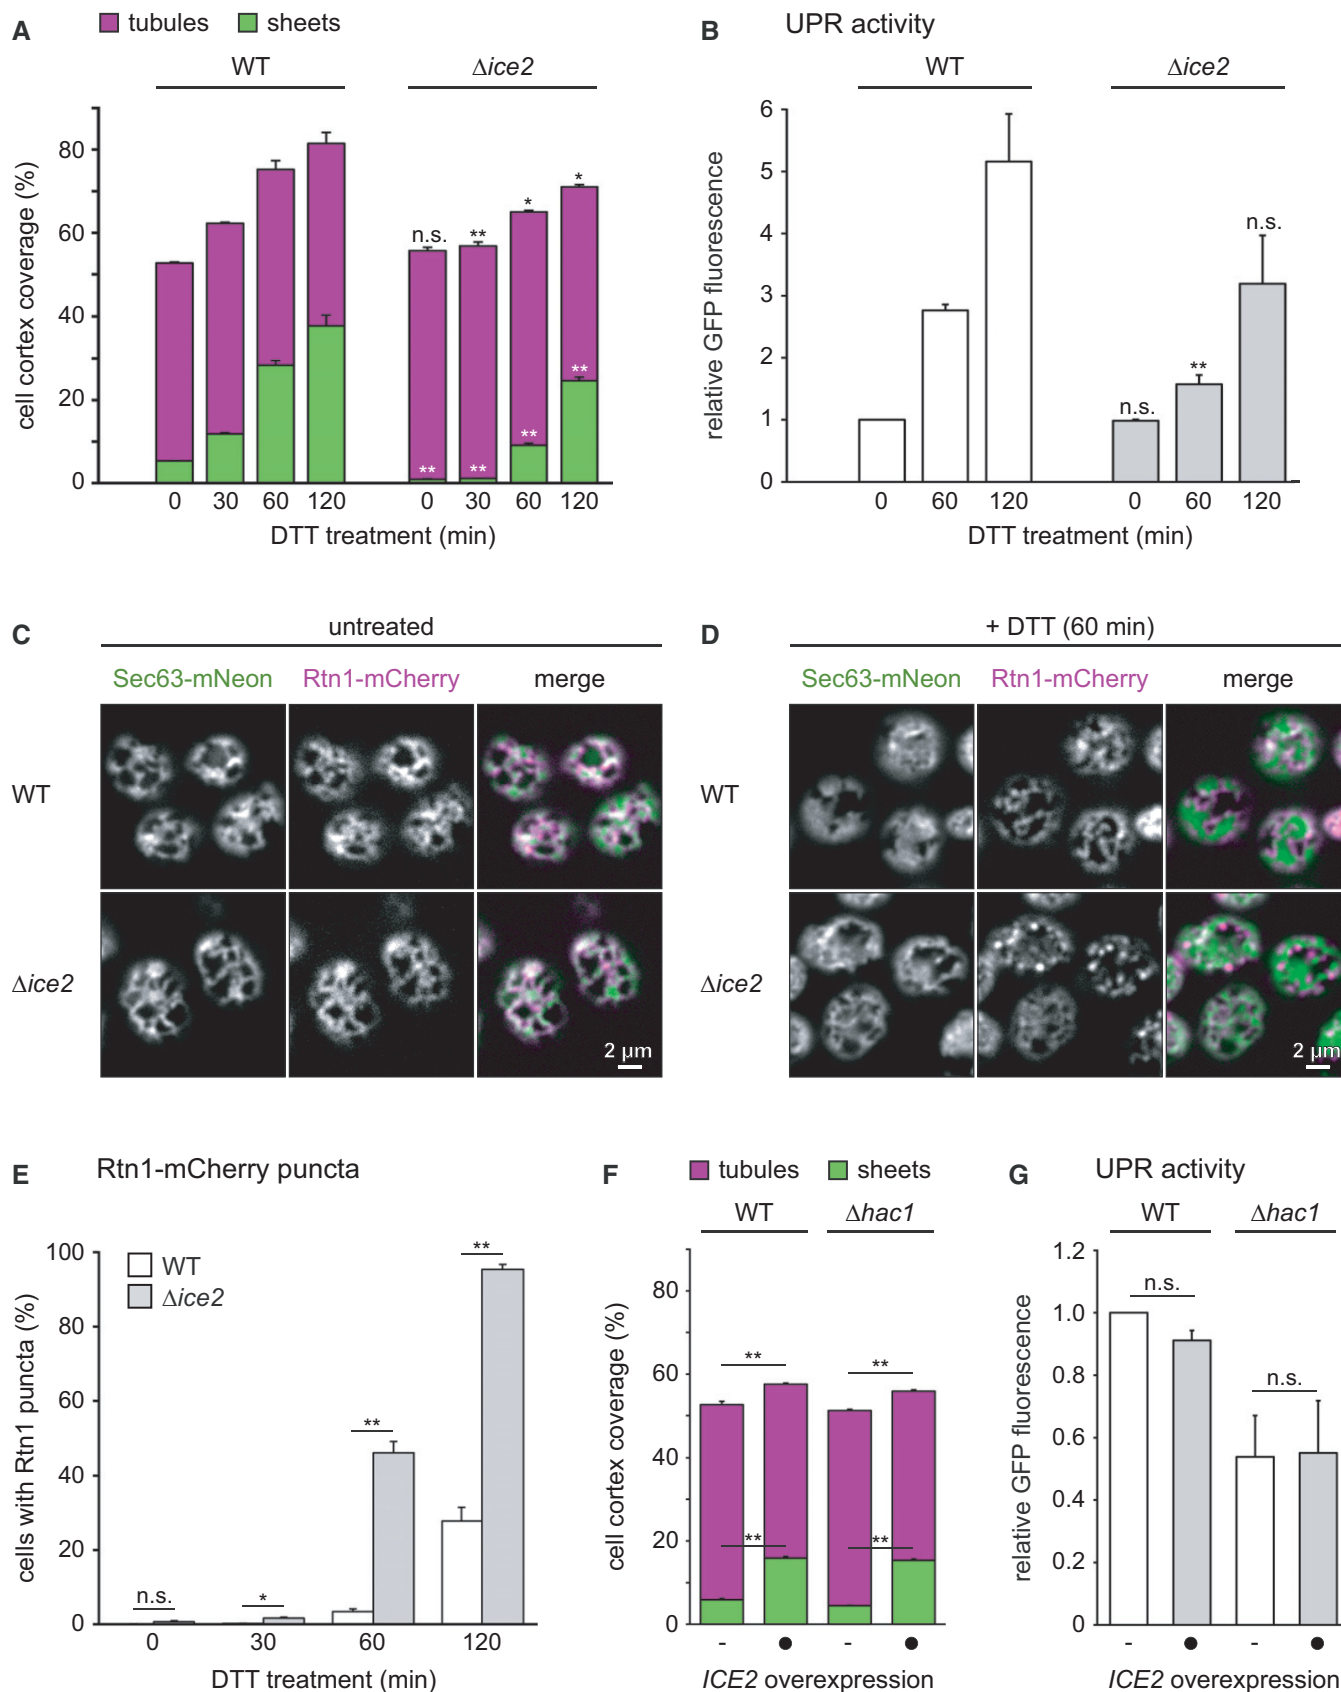 A
tubules sheets
WT Δice2
cell cortex coverage (%)
80
60
40
20
0
n.s. ** * *
** ** ** **
0 30 60 120 0 30 60 120
DTT treatment (min)
B
UPR activity
WT Δice2
relative GFP fluorescence
6
5
4
3
2
1
0
n.s. ** n.s.
0 60 120 0 60 120
DTT treatment (min)
C
untreated
Sec63-mNeon Rtn1-mCherry merge
WT
Δice2
2 µm
D
+ DTT (60 min)
Sec63-mNeon Rtn1-mCherry merge
WT
Δice2
2 µm
E
Rtn1-mCherry puncta
WT
Δice2
cells with Rtn1 puncta (%)
100
80
60
40
20
0
n.s. * ** **
0 30 60 120
DTT treatment (min)
F
tubules sheets
WT Δhac1
cell cortex coverage (%)
80
60
40
20
0
** **
** **
- ● - ●
ICE2 overexpression
G
UPR activity
WT Δhac1
relative GFP fluorescence
1.2
1.0
0.8
0.6
0.4
0.2
0
n.s. n.s.
- ● - ●
ICE2 overexpression